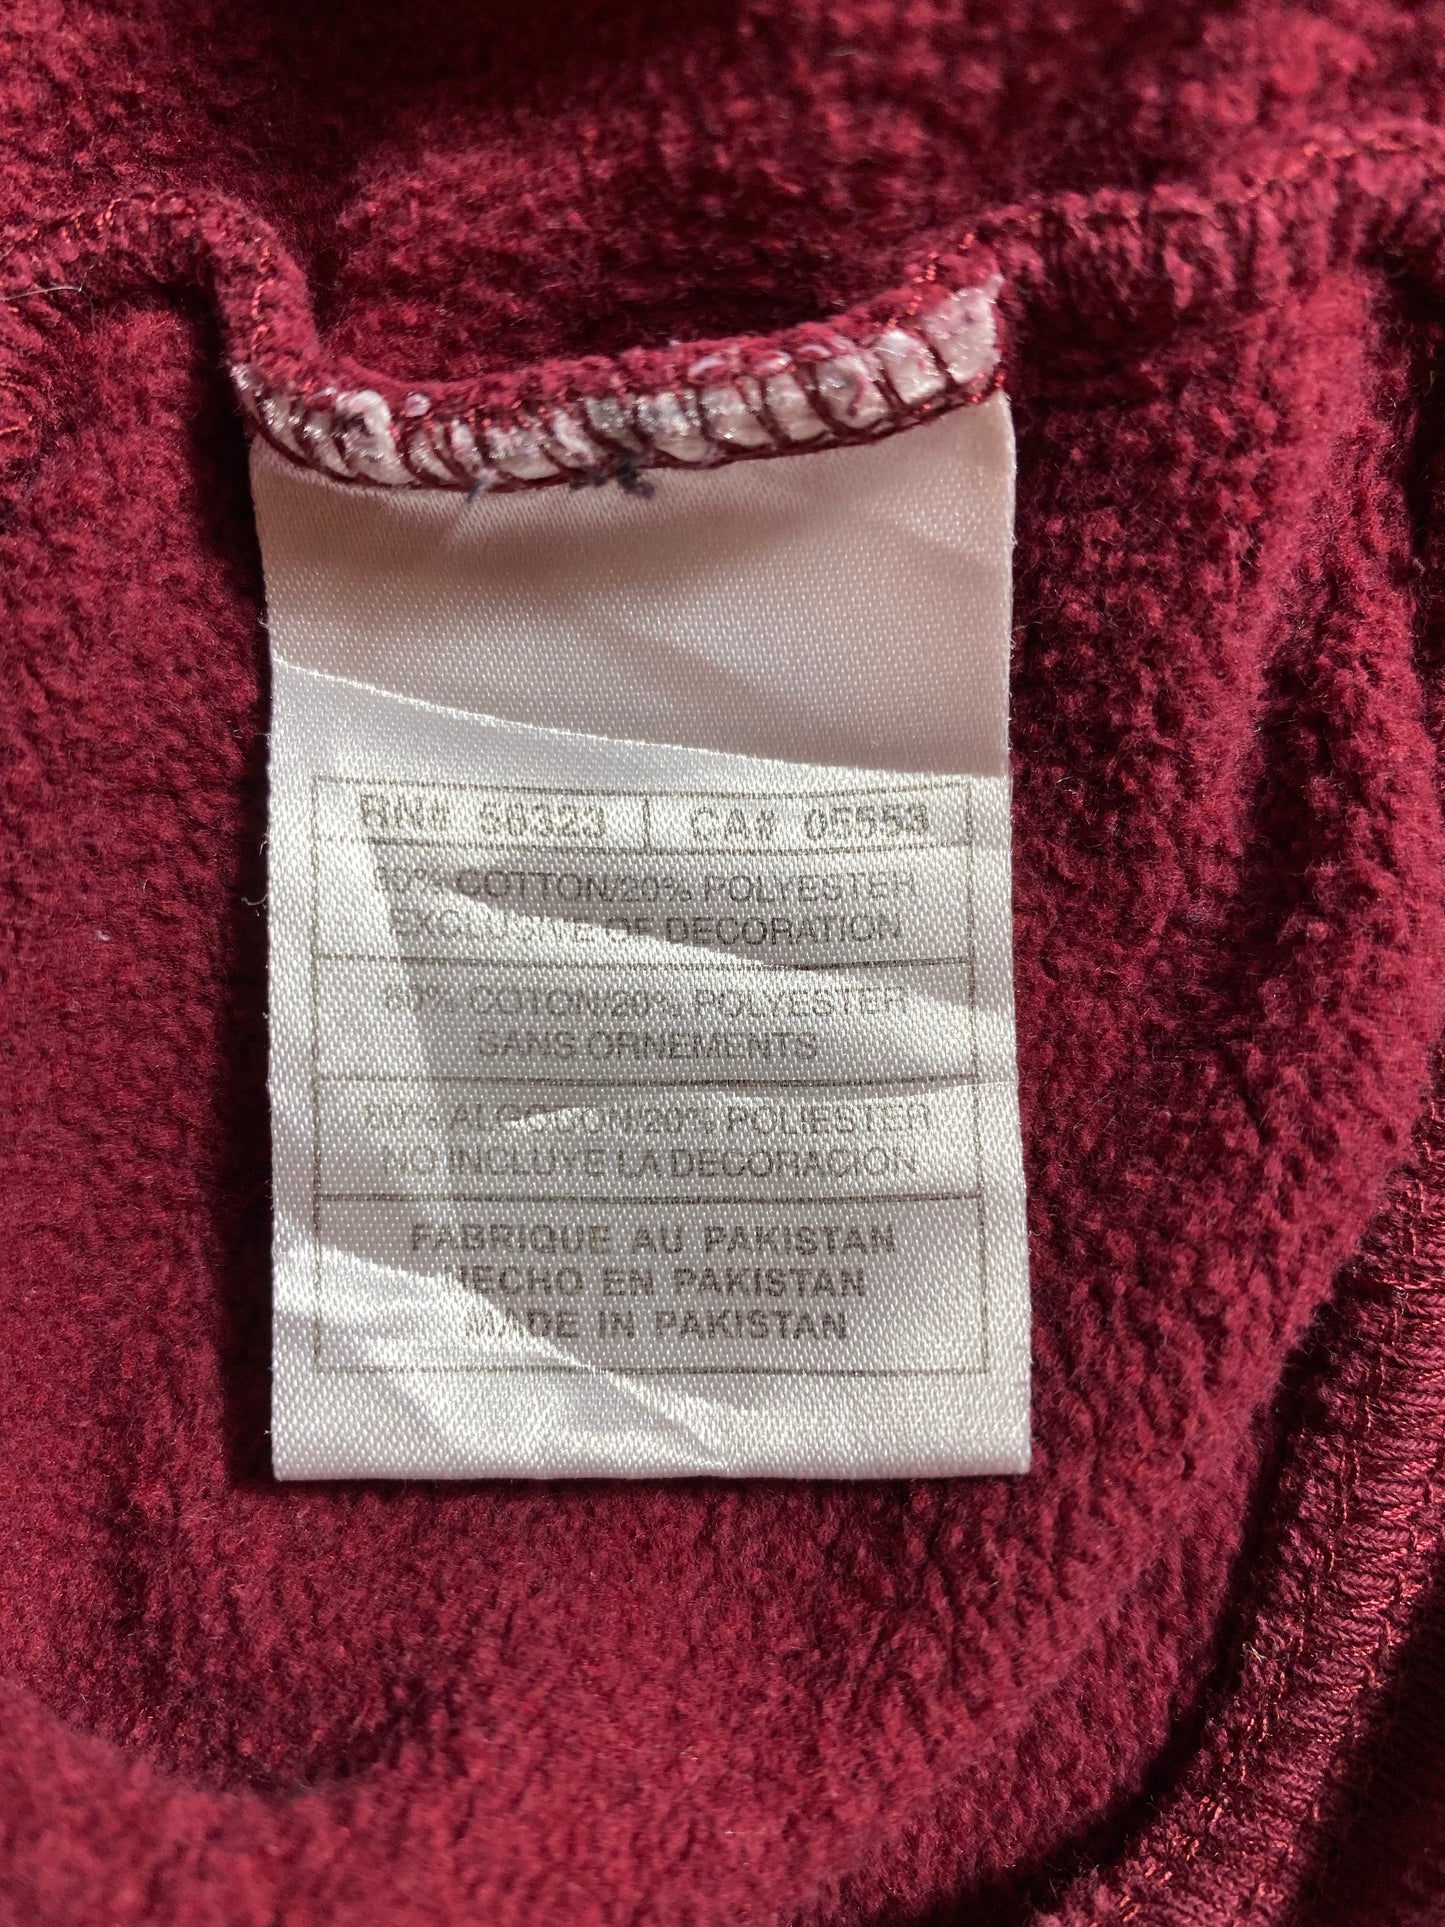 RN# 56323 | CA# 05553
80% COTTON/20% POLYESTER
EXCLUSIVE OF DECORATION
80% COTON/20% POLYESTER
SANS ORNEMENTS
80% ALGODON/20% POLIESTER
NO INCLUYE LA DECORACION
FABRIQUE AU PAKISTAN
HECHO EN PAKISTAN
MADE IN PAKISTAN